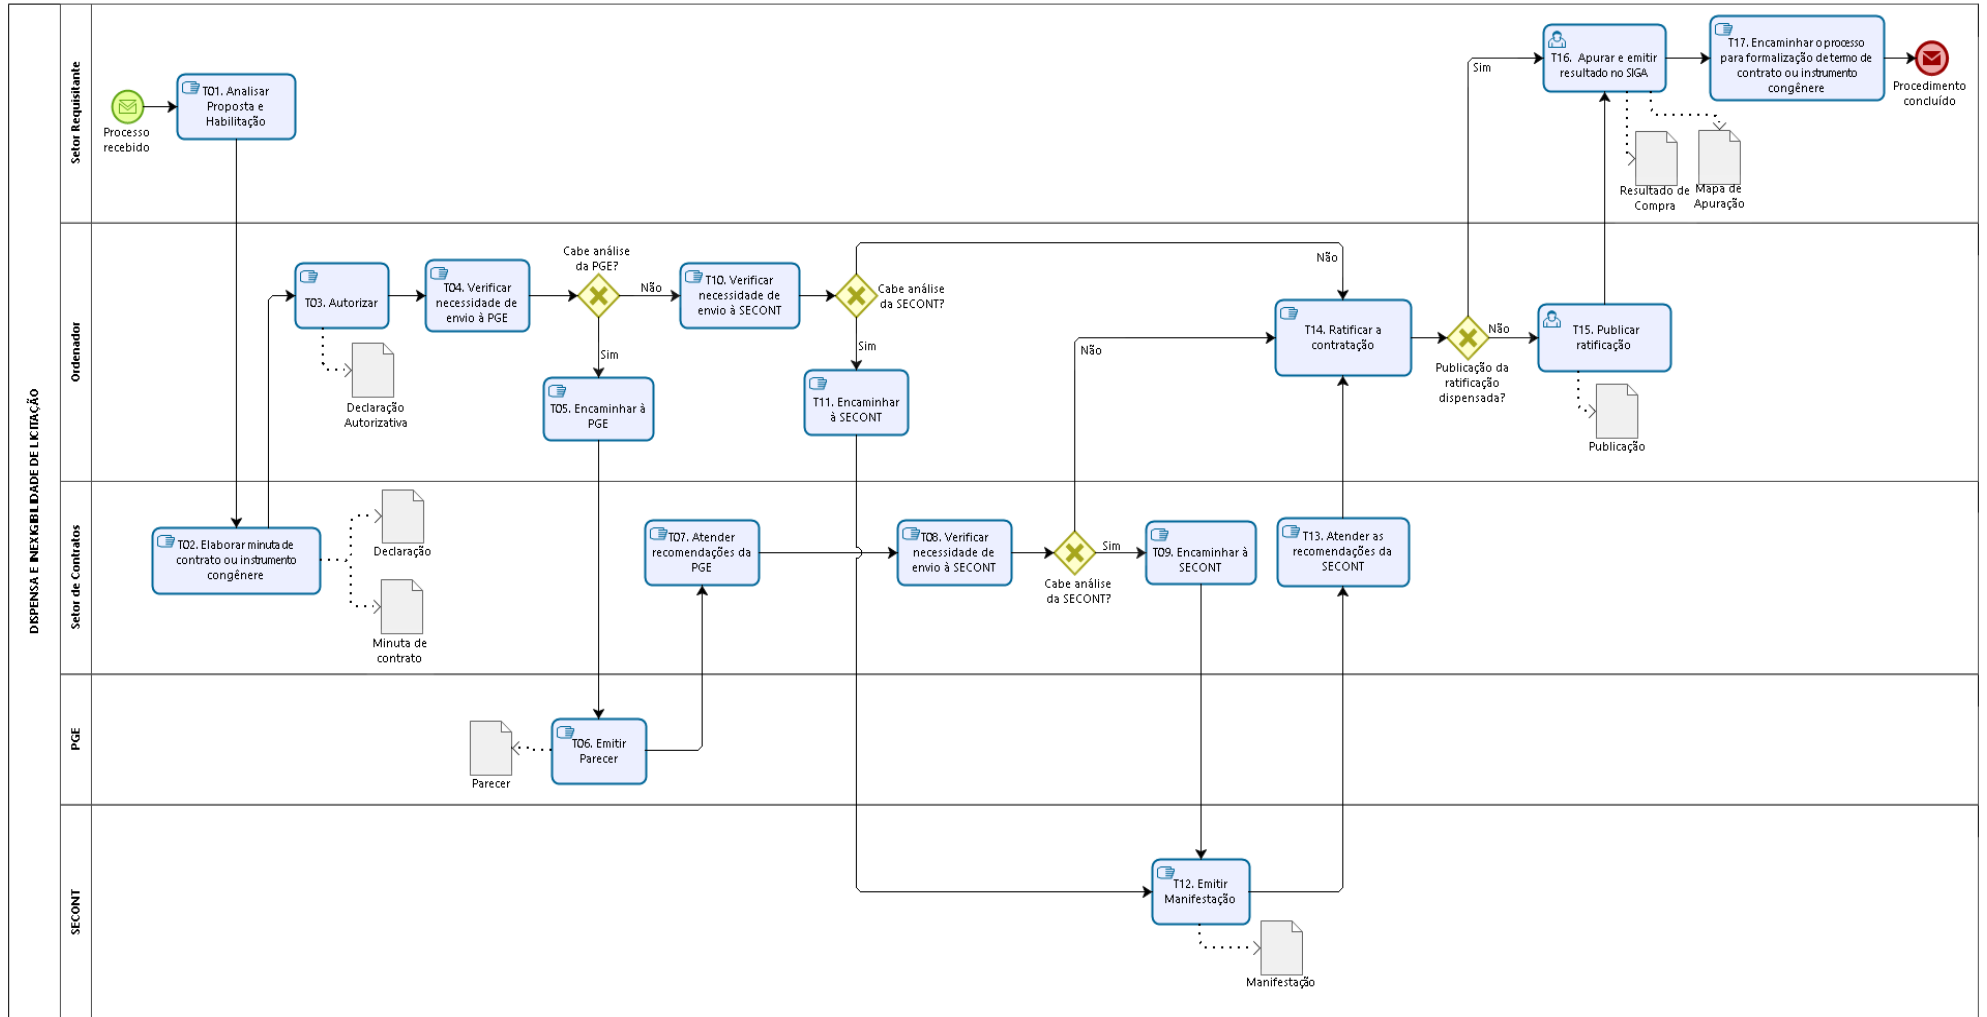 DISPENSA E INEXIGIBILIDADE DE LICITAÇÃO
Setor Requisitante
Processo
recebido
T01. Analisar
Proposta e
Habilitação
Sim
T16. Apurar e emitir
resultado no SIGA
T17. Encaminhar o processo
para formalização de termo de
contrato ou instrumento
congênere
Procedimento
concluído
Resultado de
Compra
Mapa de
Apuração
Ordenador
T03. Autorizar
Declaração
Autorizativa
T04. Verificar
necessidade de
envio à PGE
Cabe análise
da PGE?
Não
Sim
T05. Encaminhar à
PGE
T10. Verificar
necessidade de
envio à SECONT
Cabe análise
da SECONT?
Não
Sim
T11. Encaminhar
à SECONT
Não
T14. Ratificar a
contratação
Publicação da
ratificação
dispensada?
Não
T15. Publicar
ratificação
Publicação
Setor de Contratos
T02. Elaborar minuta de
contrato ou instrumento
congênere
Declaração
Minuta de
contrato
T07. Atender
recomendações da
PGE
T08. Verificar
necessidade de
envio à SECONT
Cabe análise
da SECONT?
Sim
T09. Encaminhar à
SECONT
T13. Atender as
recomendações da
SECONT
PGE
Parecer
T06. Emitir
Parecer
SECONT
T12. Emitir
Manifestação
Manifestação